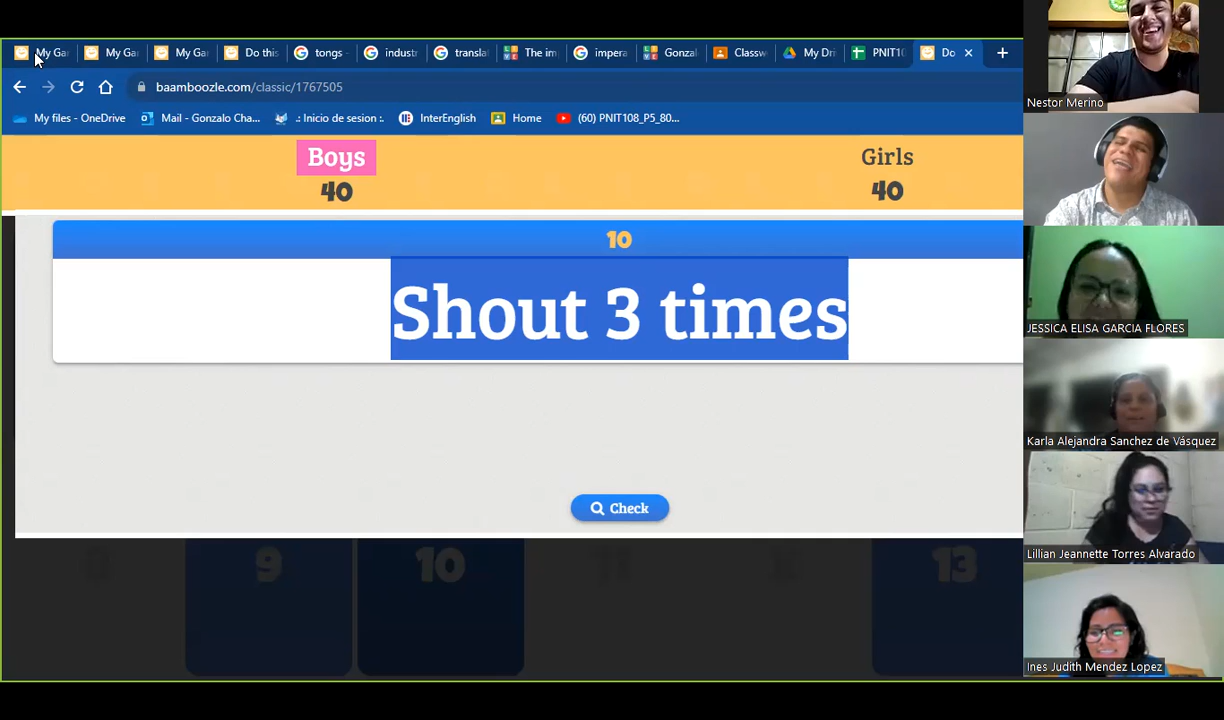 My Ga
My Ga
My Ga
Do this
tongs
industr
translat
The im
impera
Gonzal
Classw
My Dri
PNIT10
Do
baamboozle.com/classic/1767505
My files - OneDrive
Mail - Gonzalo Cha...
.: Inicio de sesion :.
InterEnglish
Home
(60) PNIT108_P5_80...
Boys
Girls
40
40
10
Shout 3 times
Check
9
10
13
Nestor Merino
JESSICA ELISA GARCIA FLORES
Karla Alejandra Sanchez de Vásquez
Lillian Jeannette Torres Alvarado
Ines Judith Mendez Lopez